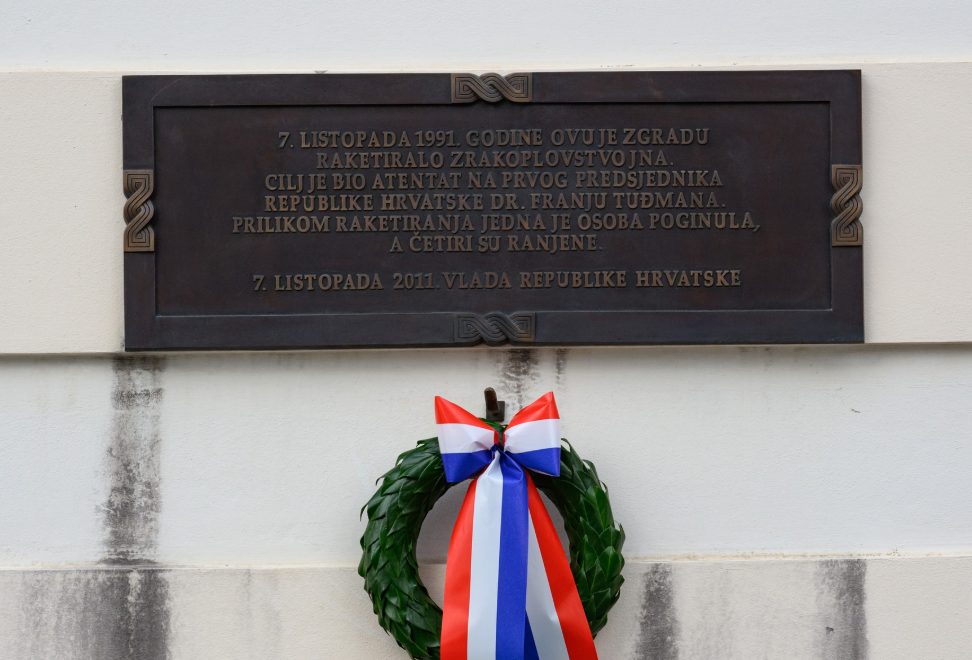 7. LISTOPADA 1991. GODINE OVU JE ZGRADU
RAKETIRALO ZRAKOPLOVSTVO JNA.
CILJ JE BIO ATENTAT NA PRVOG PREDSJEDNIKA
REPUBLIKE HRVATSKE DR. FRANJU TUĐMANA.
PRILIKOM RAKETIRANJA JEDNA JE OSOBA POGINULA,
A ČETIRI SU RANJENE.
7. LISTOPADA 2011. VLADA REPUBLIKE HRVATSKE